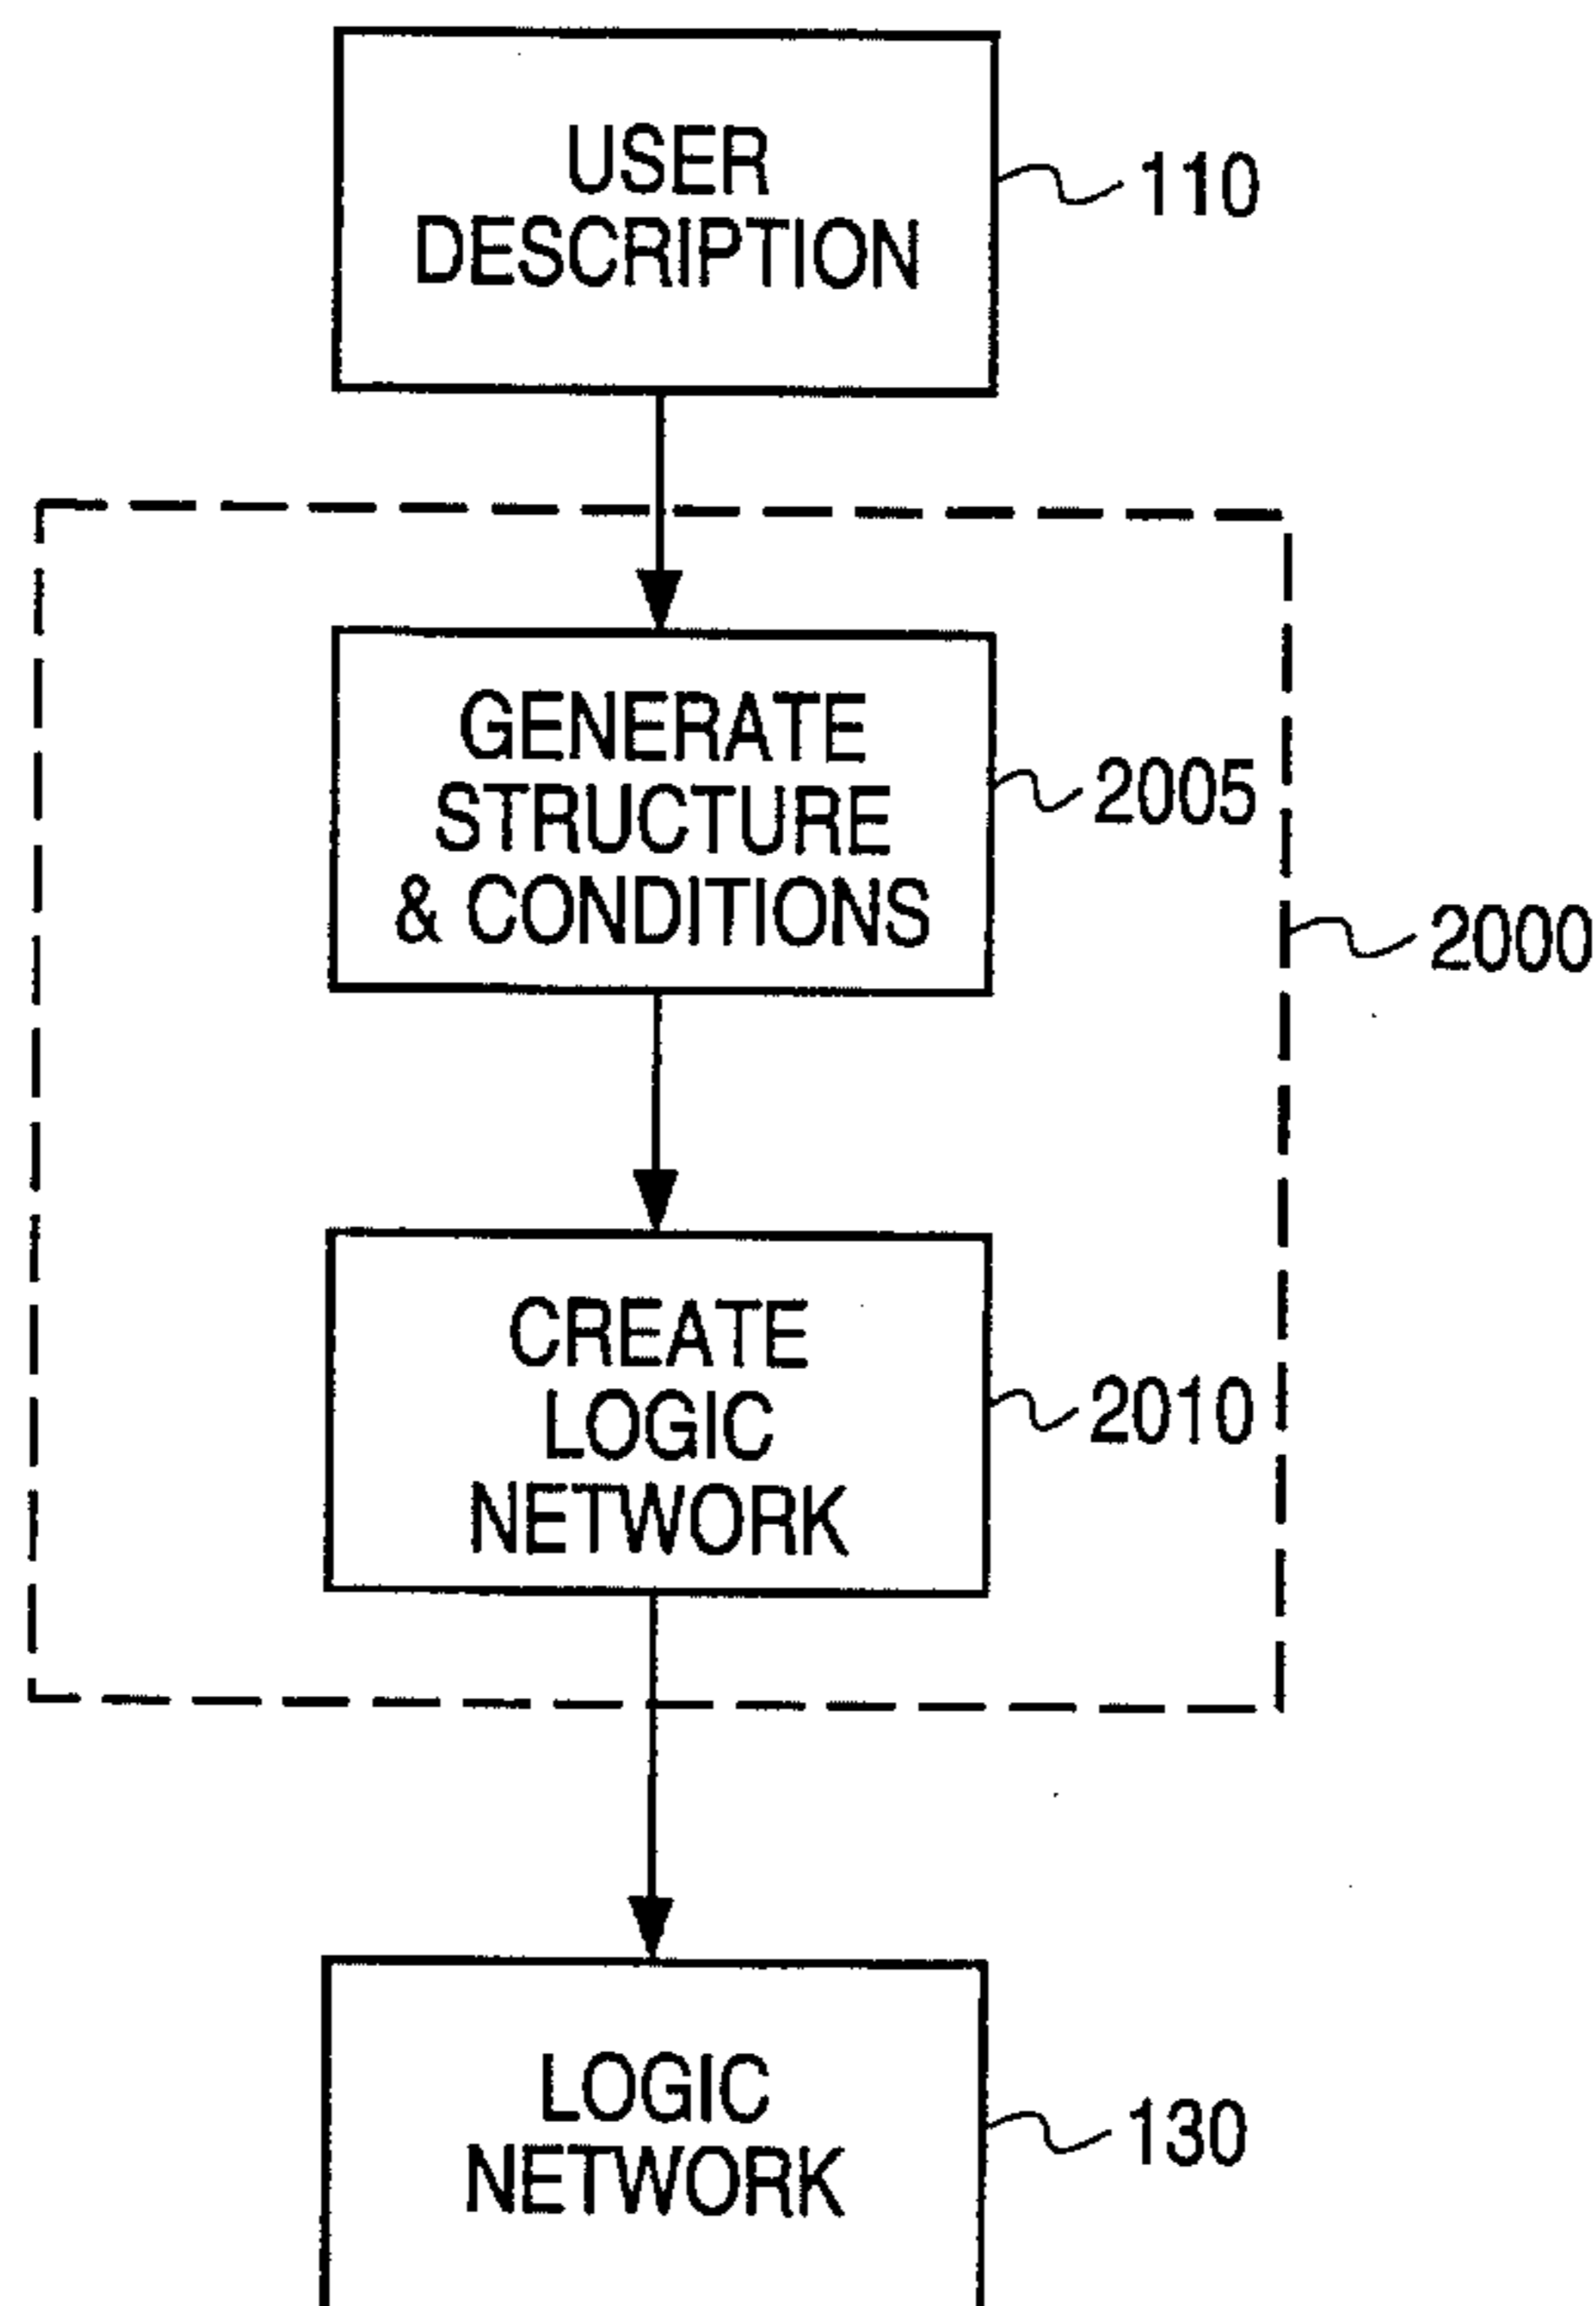 USER
DESCRIPTION
110
GENERATE
STRUCTURE
& CONDITIONS
2005
2000
CREATE
LOGIC
NETWORK
2010
LOGIC
NETWORK
130